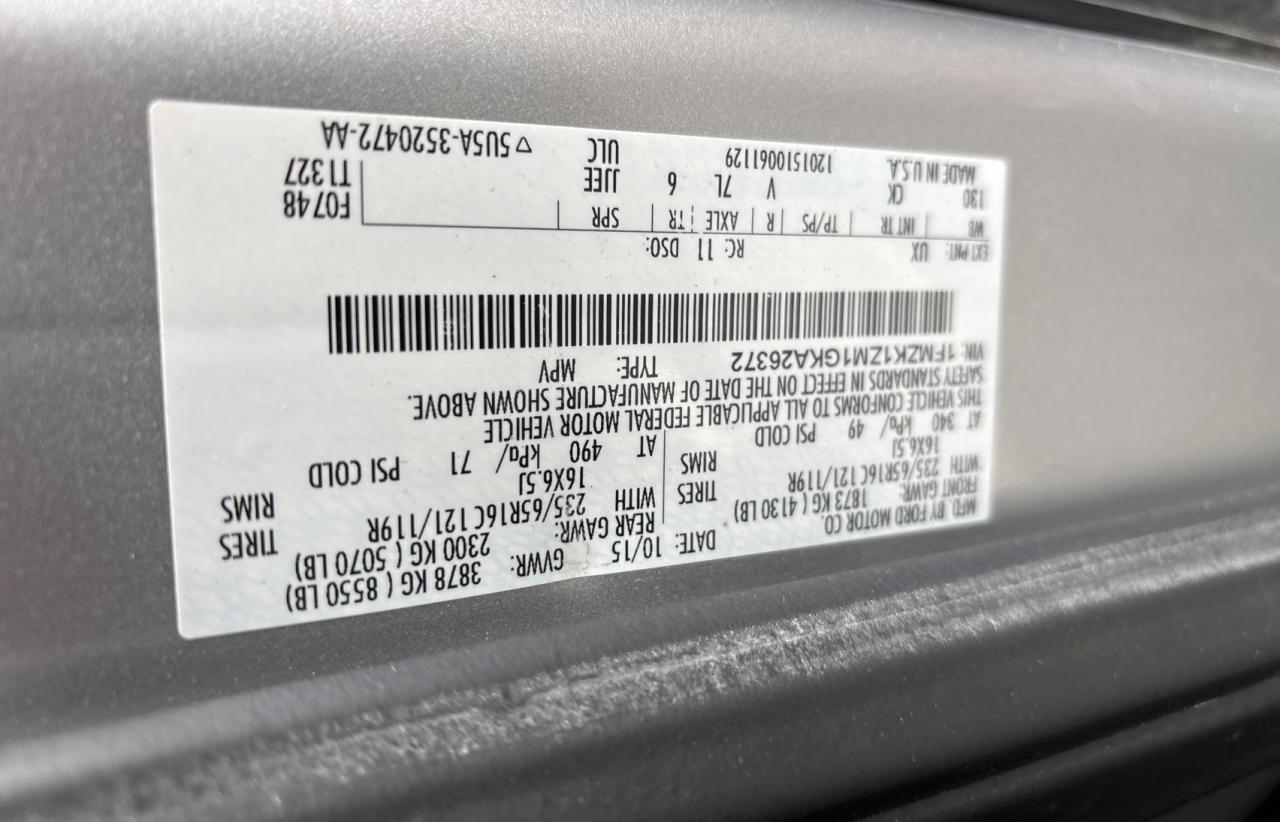 MFD. BY FORD MOTOR CO.
DATE: 10/15 GVWR: 3878 KG ( 8550 LB)
FRONT GAWR: 1873 KG ( 4130 LB) REAR GAWR: 2300 KG ( 5070 LB)
WITH 235/65R16C 121/119R TIRES WITH 235/65R16C 121/119R TIRES
16X6.5J RIMS 16X6.5J RIMS
AT 340 kPa/ 49 PSI COLD AT 490 kPa/ 71 PSI COLD
THIS VEHICLE CONFORMS TO ALL APPLICABLE FEDERAL MOTOR VEHICLE
SAFETY STANDARDS IN EFFECT ON THE DATE OF MANUFACTURE SHOWN ABOVE.
VIN: 1FMZK1ZM1GKA26372 TYPE: MPV
EXT PNT: UX RC: 11 DSO:
WB INT TR TP/PS R AXLE TR SPR F0748
130 CK V 7L 6 JJEE T1327
MADE IN U.S.A. 1201510061129 ULC ▽ 5U5A-3520472-AA